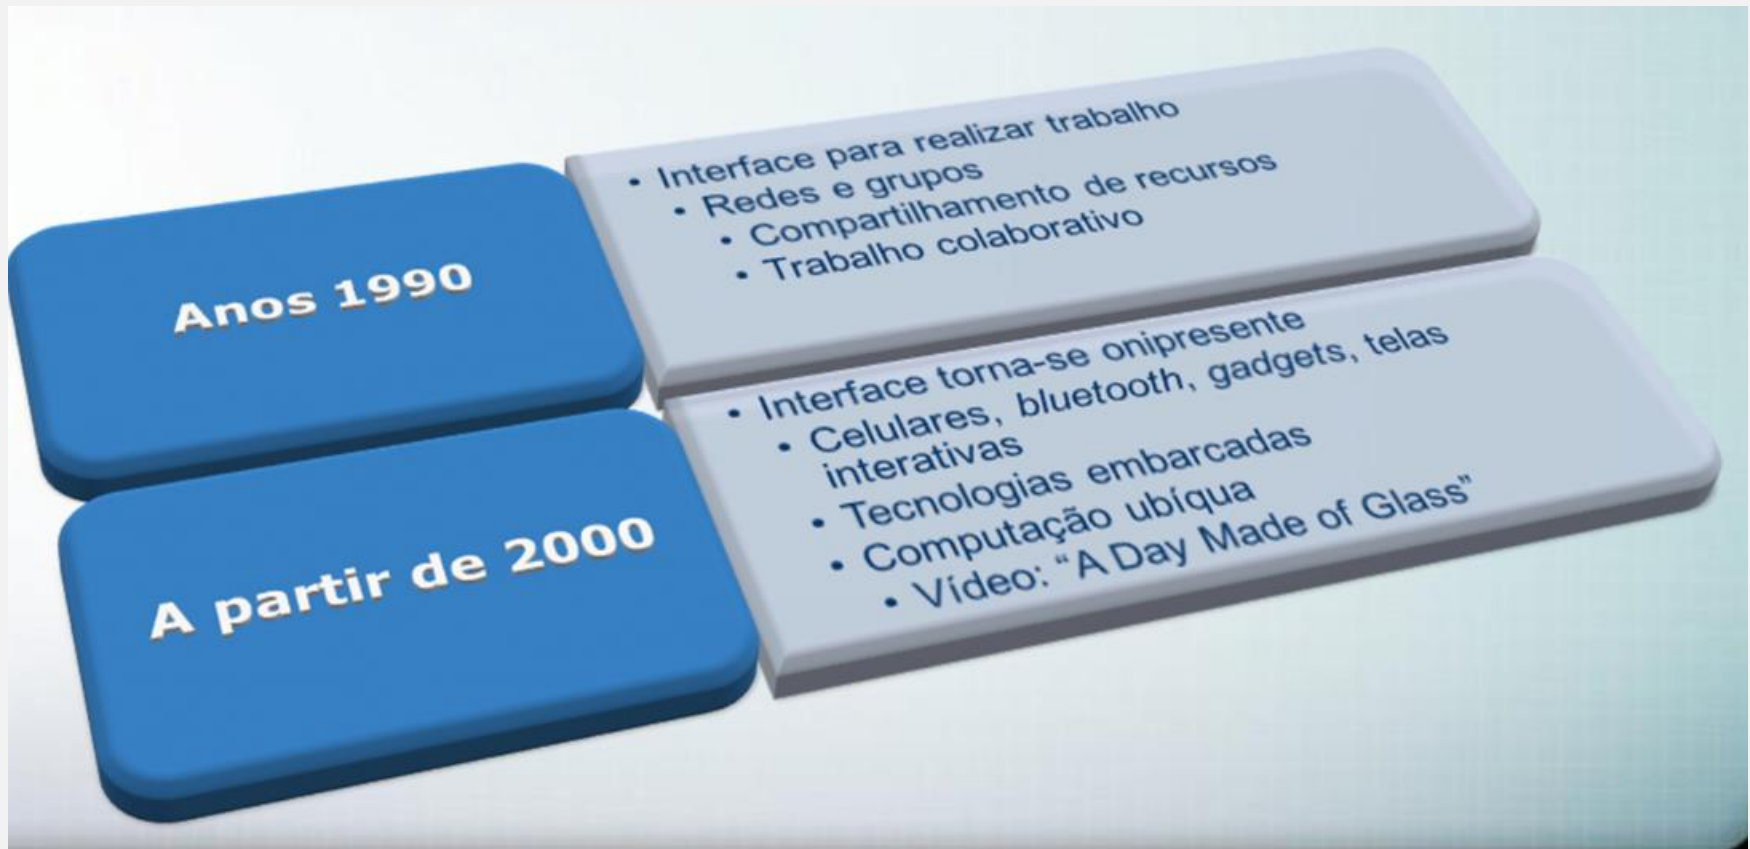 Anos 1990
• Interface para realizar trabalho
• Redes e grupos
• Compartilhamento de recursos
• Trabalho colaborativo
A partir de 2000
• Interface torna-se onipresente
• Celulares, bluetooth, gadgets, telas
interativas
• Tecnologias embarcadas
• Computação ubíqua
• Vídeo: “A Day Made of Glass”